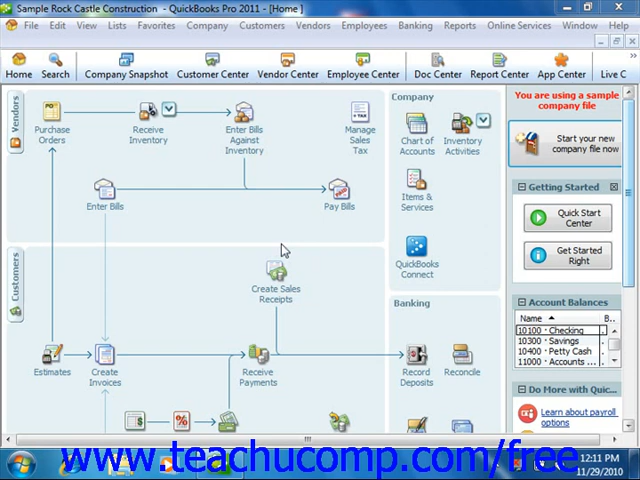 Sample Rock Castle Construction - QuickBooks Pro 2011 - [Home ]
File Edit View Lists Favorites Company Customers Vendors Employees Banking Reports Online Services Window Help
Home Search Company Snapshot Customer Center Vendor Center Employee Center Doc Center Report Center App Center Live C
Vendors
Purchase
Orders
Receive
Inventory
Enter Bills
Against
Inventory
+ TAX
Manage
Sales
Tax
Enter Bills
Pay Bills
Customers
Create Sales
Receipts
Estimates
Create
Invoices
Receive
Payments
Company
Chart of
Accounts
Inventory
Activities
Items &
Services
QuickBooks
Connect
Banking
Record
Deposits
Reconcile
You are using a sample
company file
Start your new
company file now
Getting Started
Quick Start
Center
Get Started
Right
Account Balances
Name B..
10100 · Checking
10300 · Savings
10400 · Petty Cash
11000 · Accounts ...
Do More with Quic...
Learn about payroll
options
www.teachucomp.com/free
12:11 PM
11/29/2010